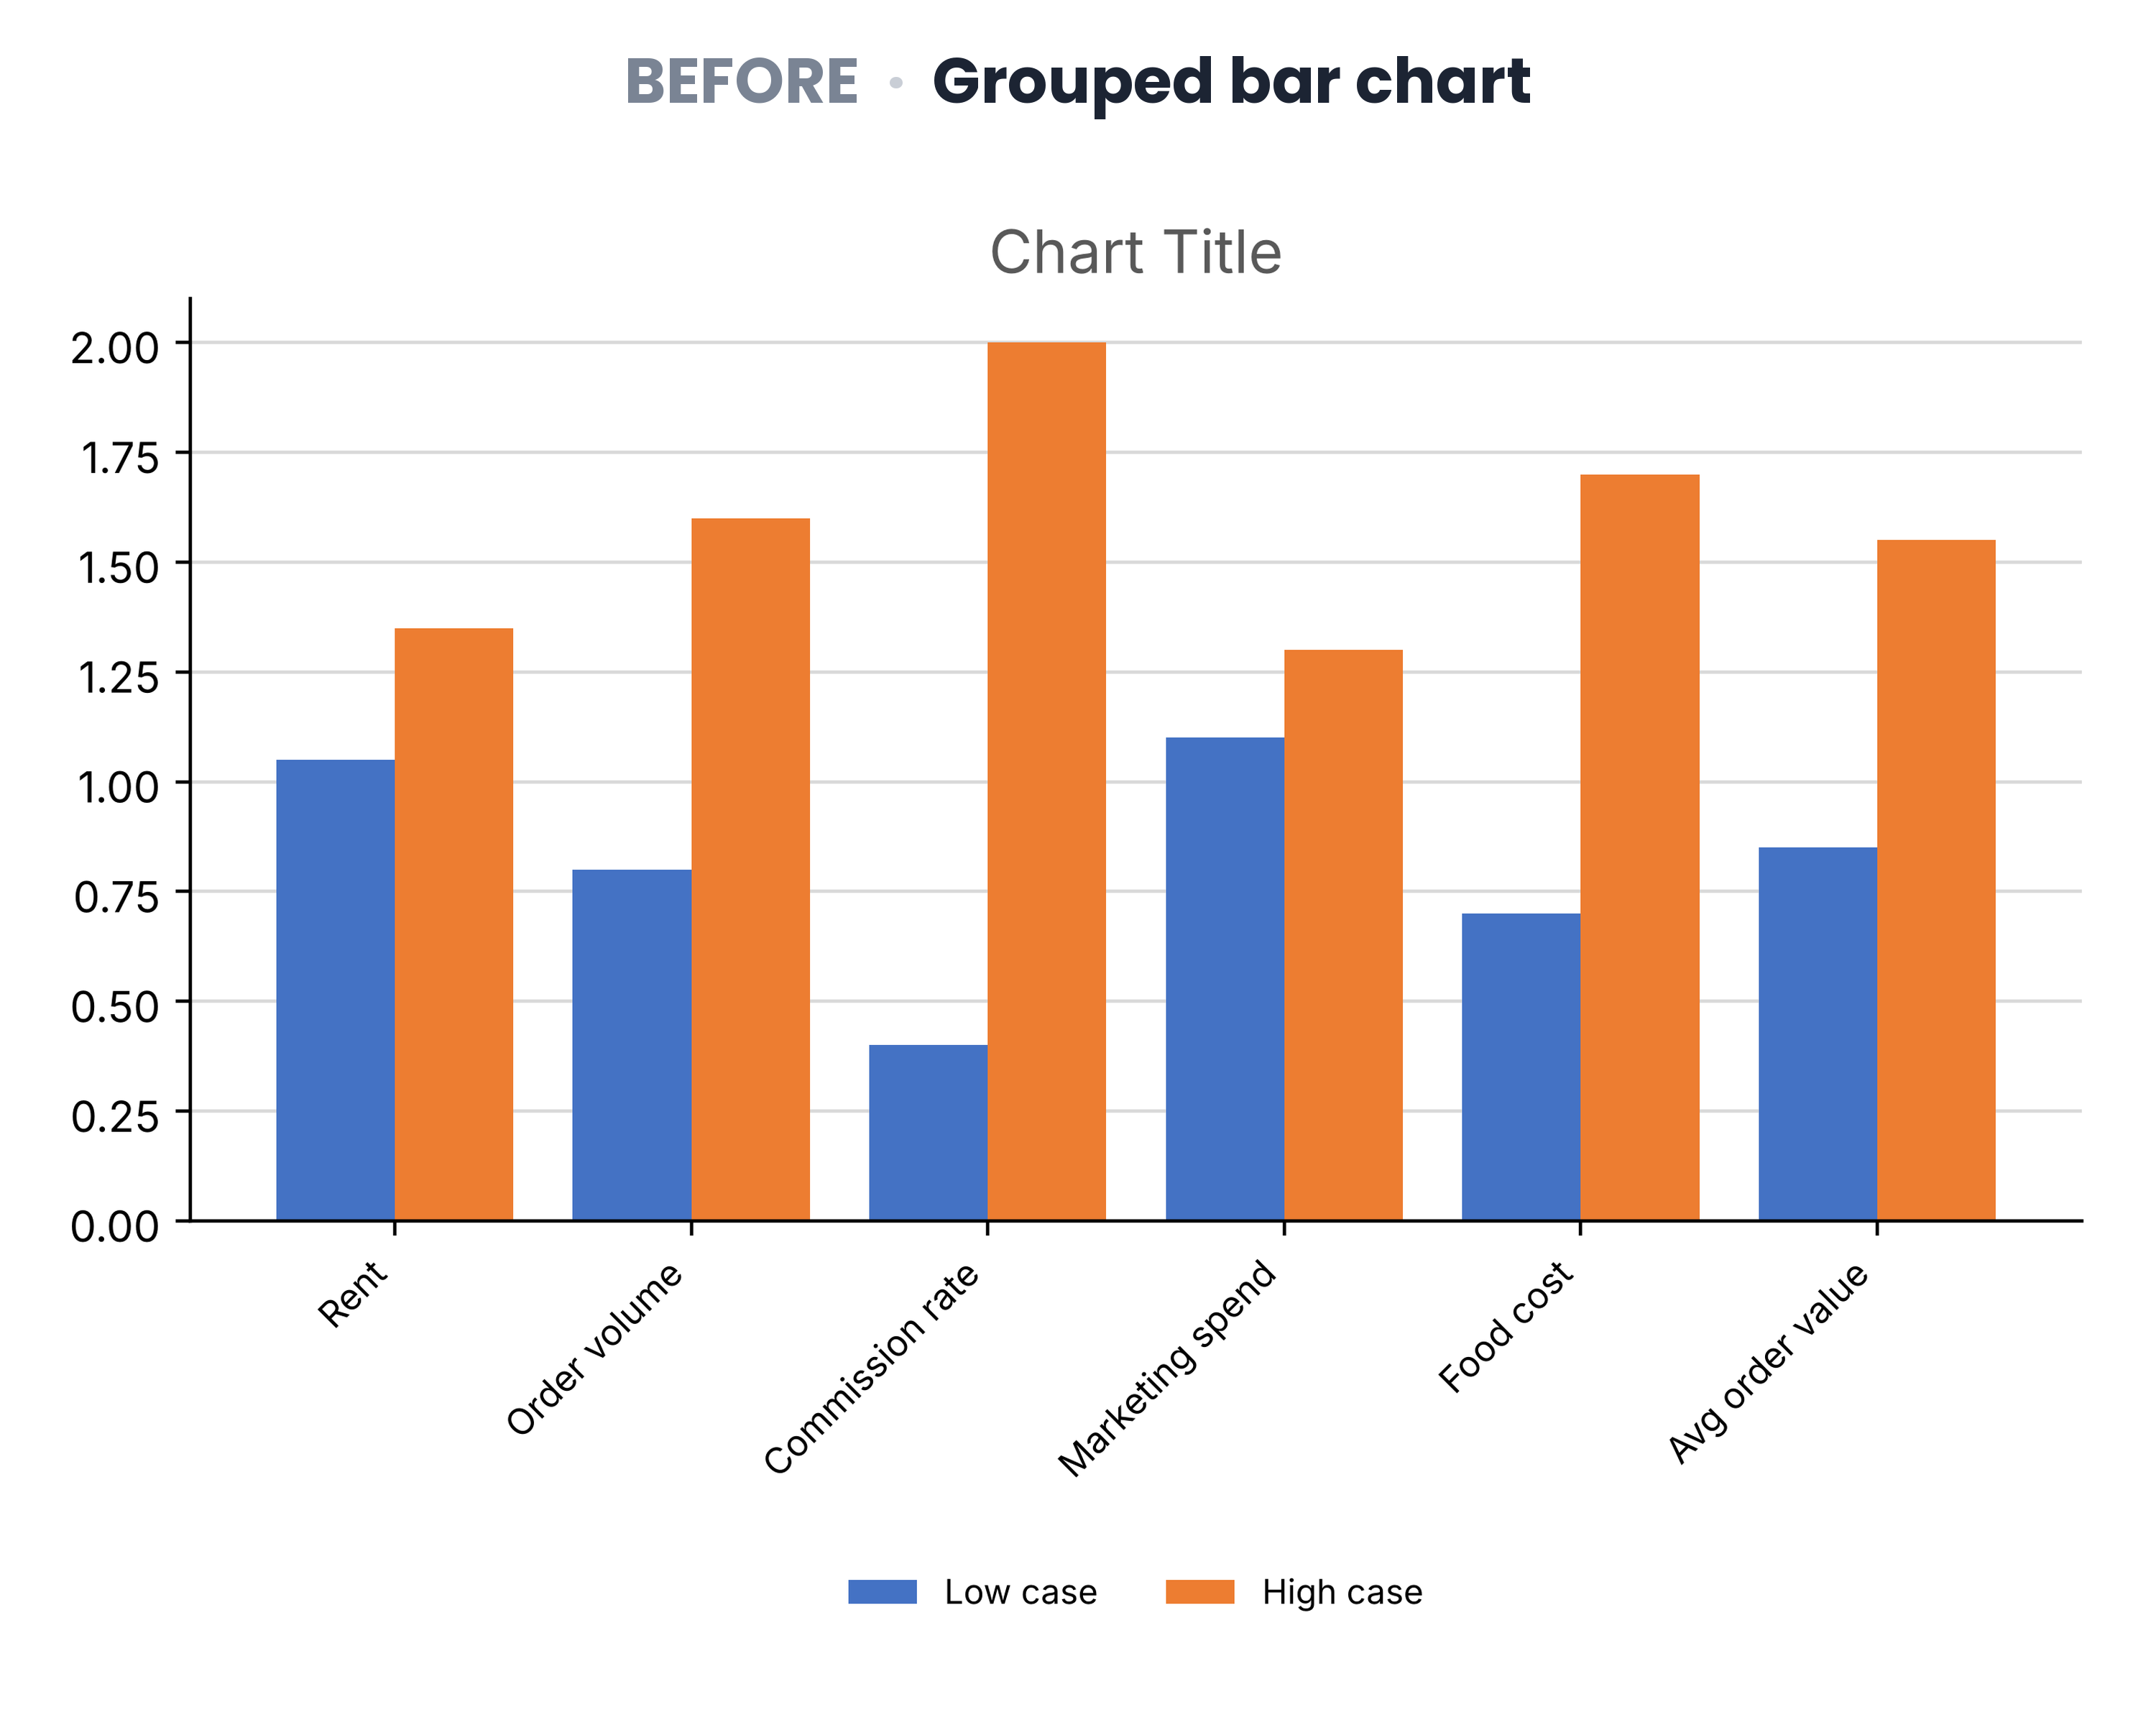 BEFORE • Grouped bar chart
Chart Title
2.00
1.75
1.50
1.25
1.00
0.75
0.50
0.25
0.00
Rent
Order volume
Commission rate
Marketing spend
Food cost
Avg order value
Low case
High case